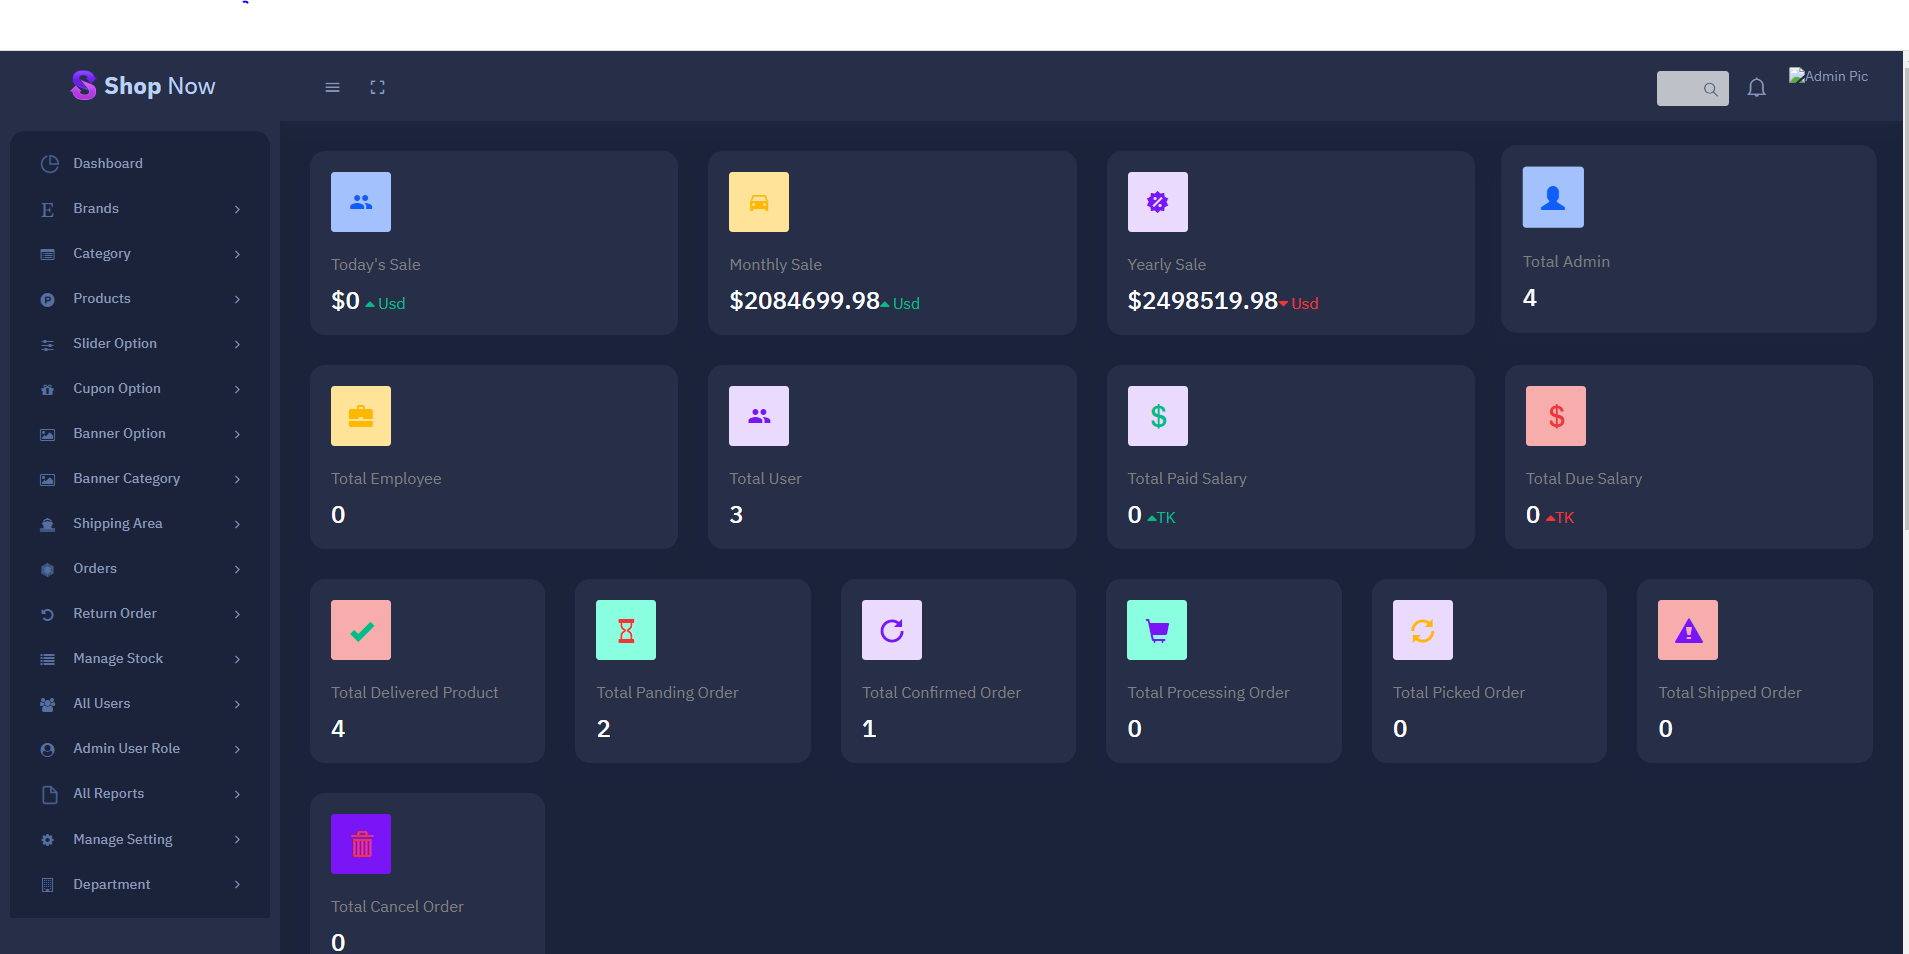 Shop Now
Admin Pic
Dashboard
Brands
Category
Products
Slider Option
Cupon Option
Banner Option
Banner Category
Shipping Area
Orders
Return Order
Manage Stock
All Users
Admin User Role
All Reports
Manage Setting
Department
Today's Sale
$0 Usd
Monthly Sale
$2084699.98 Usd
Yearly Sale
$2498519.98 Usd
Total Admin
4
Total Employee
0
Total User
3
Total Paid Salary
0 TK
Total Due Salary
0 TK
Total Delivered Product
4
Total Panding Order
2
Total Confirmed Order
1
Total Processing Order
0
Total Picked Order
0
Total Shipped Order
0
Total Cancel Order
0